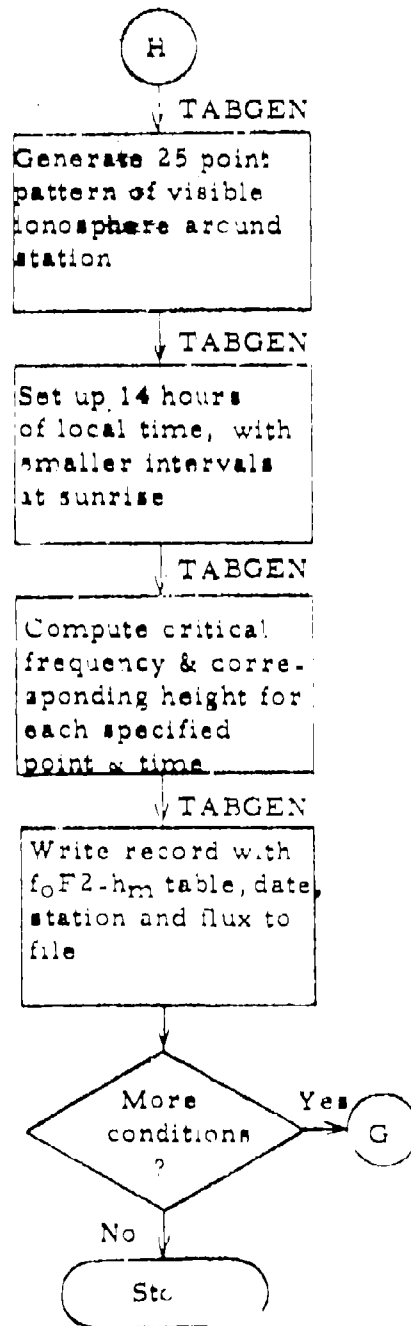 H
TABGEN
Generate 25 point
pattern of visible
ionosphere around
station
TABGEN
Set up 14 hours
of local time, with
smaller intervals
at sunrise
TABGEN
Compute critical
frequency & corre-
sponding height for
each specified
point & time
TABGEN
Write record with
foF2-hm table, date,
station and flux to
file
More
conditions
?
Yes
G
No